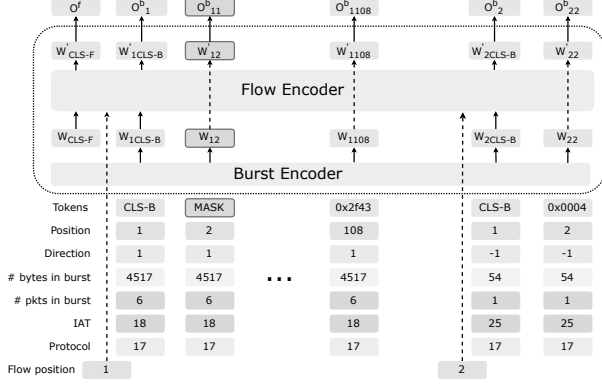 O^f O^b_1 O^b_11 O^b_1108 O^b_2 O^b_22
W'_CLS-F W'_1CLS-B W'_12 W'_1108 W'_2CLS-B W'_22
Flow Encoder
W_CLS-F W_1CLS-B W_12 W_1108 W_2CLS-B W_22
Burst Encoder
Tokens CLS-B MASK 0x2f43 CLS-B 0x0004
Position 1 2 108 1 2
Direction 1 1 1 -1 -1
# bytes in burst 4517 4517 ... 4517 54 54
# pkts in burst 6 6 6 1 1
IAT 18 18 18 25 25
Protocol 17 17 17 17 17
Flow position 1 2